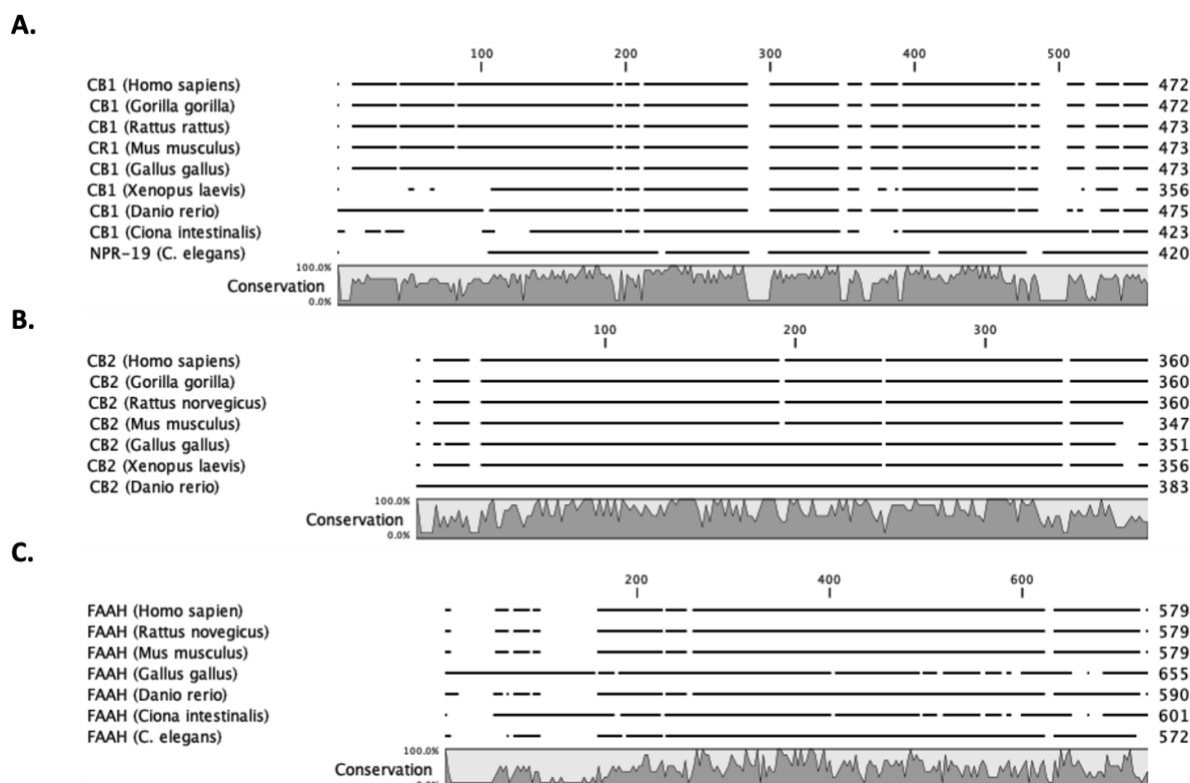 A.
100 200 300 400 500
CB1 (Homo sapiens) 472
CB1 (Gorilla gorilla) 472
CB1 (Rattus rattus) 473
CR1 (Mus musculus) 473
CB1 (Gallus gallus) 473
CB1 (Xenopus laevis) 356
CB1 (Danio rerio) 475
CB1 (Ciona intestinalis) 423
NPR-19 (C. elegans) 420
100.0%
Conservation
0.0%
B.
100 200 300
CB2 (Homo sapiens) 360
CB2 (Gorilla gorilla) 360
CB2 (Rattus norvegicus) 360
CB2 (Mus musculus) 347
CB2 (Gallus gallus) 351
CB2 (Xenopus laevis) 356
CB2 (Danio rerio) 383
100.0%
Conservation
0.0%
C.
200 400 600
FAAH (Homo sapien) 579
FAAH (Rattus novegicus) 579
FAAH (Mus musculus) 579
FAAH (Gallus gallus) 655
FAAH (Danio rerio) 590
FAAH (Ciona intestinalis) 601
FAAH (C. elegans) 572
100.0%
Conservation